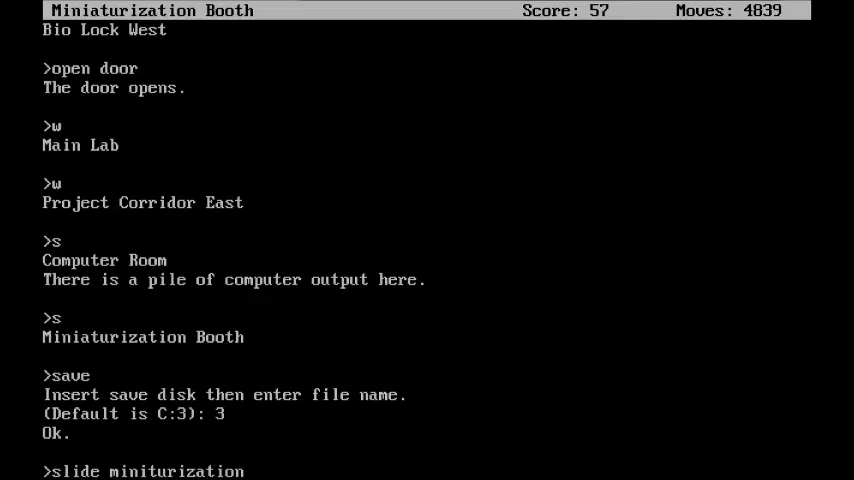 Miniaturization Booth Score: 57 Moves: 4839
Bio Lock West
>open door
The door opens.
>w
Main Lab
>w
Project Corridor East
>s
Computer Room
There is a pile of computer output here.
>s
Miniaturization Booth
>save
Insert save disk then enter file name.
(Default is C:3): 3
Ok.
>slide miniturization